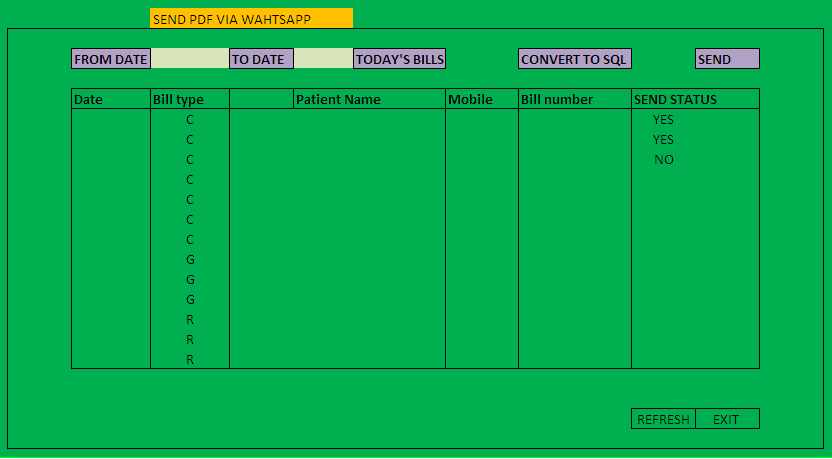 SEND PDF VIA WAHTSAPP
FROM DATE TO DATE TODAY'S BILLS CONVERT TO SQL SEND
Date Bill type Patient Name Mobile Bill number SEND STATUS
C YES
C YES
C NO
C
C
C
C
G
G
G
R
R
R
REFRESH EXIT